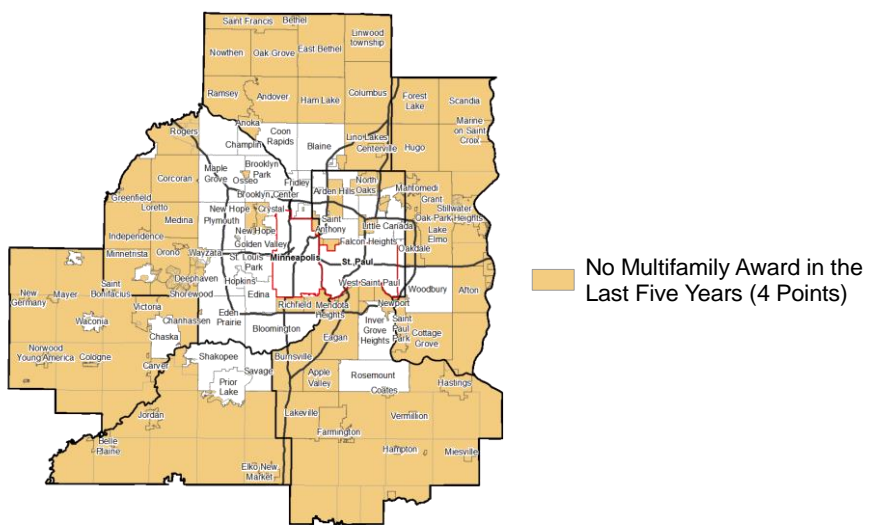 Saint Francis
Bethel
Linwood
township
Nowthen
Oak Grove
East Bethel
Ramsey
Andover
Ham Lake
Columbus
Forest
Lake
Scandia
Marine
on Saint
Croix
Anoka
Rogers
Champlin
Coon
Rapids
Blaine
Lino Lakes
Centerville
Hugo
Corcoran
Maple
Grove
Osseo
Brooklyn
Park
Fridley
Arden Hills
North
Oaks
Mahtomedi
Grant
Stillwater
Oak Park Heights
Greenfield
Loretto
Medina
Brooklyn Center
New Hope
Crystal
Plymouth
New Hope
Golden Valley
Saint
Anthony
Little Canada
Falcon Heights
Lake
Elmo
Oakdale
Independence
Minnetrista
Orono
Wayzata
St. Louis
Park
Minneapolis
St. Paul
Deephaven
Hopkins
Edina
West Saint Paul
Woodbury
Afton
New
Germany
Mayer
Saint
Bonifacius
Shorewood
Victoria
Chanhassen
Eden
Prairie
Richfield
Mendota
Heights
Newport
Waconia
Chaska
Bloomington
Eagan
Inver
Grove
Heights
Saint
Paul
Park
Cottage
Grove
Norwood
Young America
Cologne
Carver
Shakopee
Savage
Burnsville
Apple
Valley
Rosemount
Coates
Hastings
Prior
Lake
Jordan
Lakeville
Farmington
Vermillion
Belle
Plaine
Elko New
Market
Hampton
Miesville
No Multifamily Award in the
Last Five Years (4 Points)